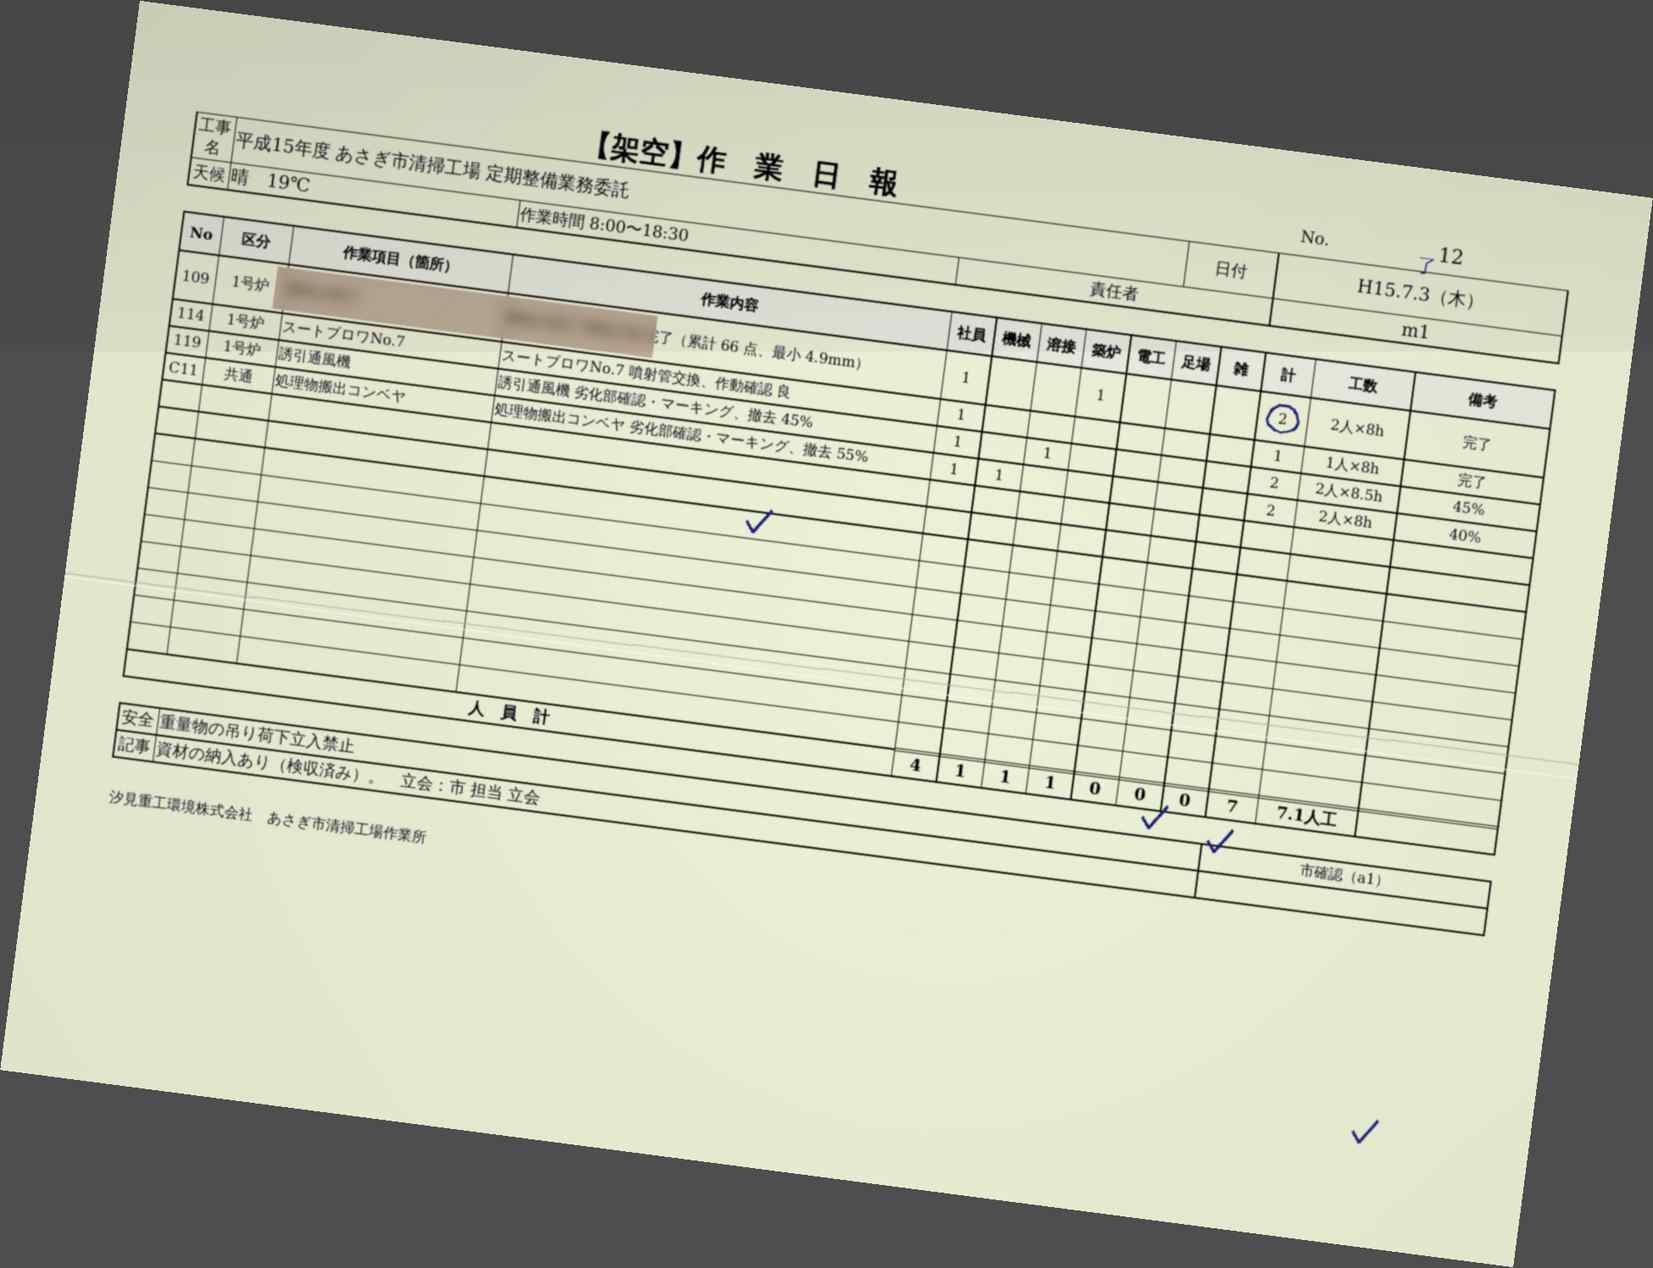 【架空】作 業 日 報
No. 12
工事名 平成15年度 あさぎ市清掃工場 定期整備業務委託 日付 H15.7.3（木）
天候 晴 19℃ 作業時間 8:00〜18:30 責任者 m1
No 区分 作業項目（箇所） 作業内容 社員 機械 溶接 築炉 電工 足場 雑 計 工数 備考
109 1号炉 完了（累計 66 点、最小 4.9mm） 1 1 2 2人×8h 完了
114 1号炉 スートブロワNo.7 スートブロワNo.7 噴射管交換、作動確認 良 1 1 1人×8h 完了
119 1号炉 誘引通風機 誘引通風機 劣化部確認・マーキング、撤去 45% 1 1 2 2人×8.5h 45%
C11 共通 処理物搬出コンベヤ 処理物搬出コンベヤ 劣化部確認・マーキング、撤去 55% 1 1 2 2人×8h 40%
人 員 計 4 1 1 1 0 0 0 7 7.1人工
安全 重量物の吊り荷下立入禁止 市確認（a1）
記事 資材の納入あり（検収済み）。 立会：市 担当 立会
汐見重工環境株式会社 あさぎ市清掃工場作業所